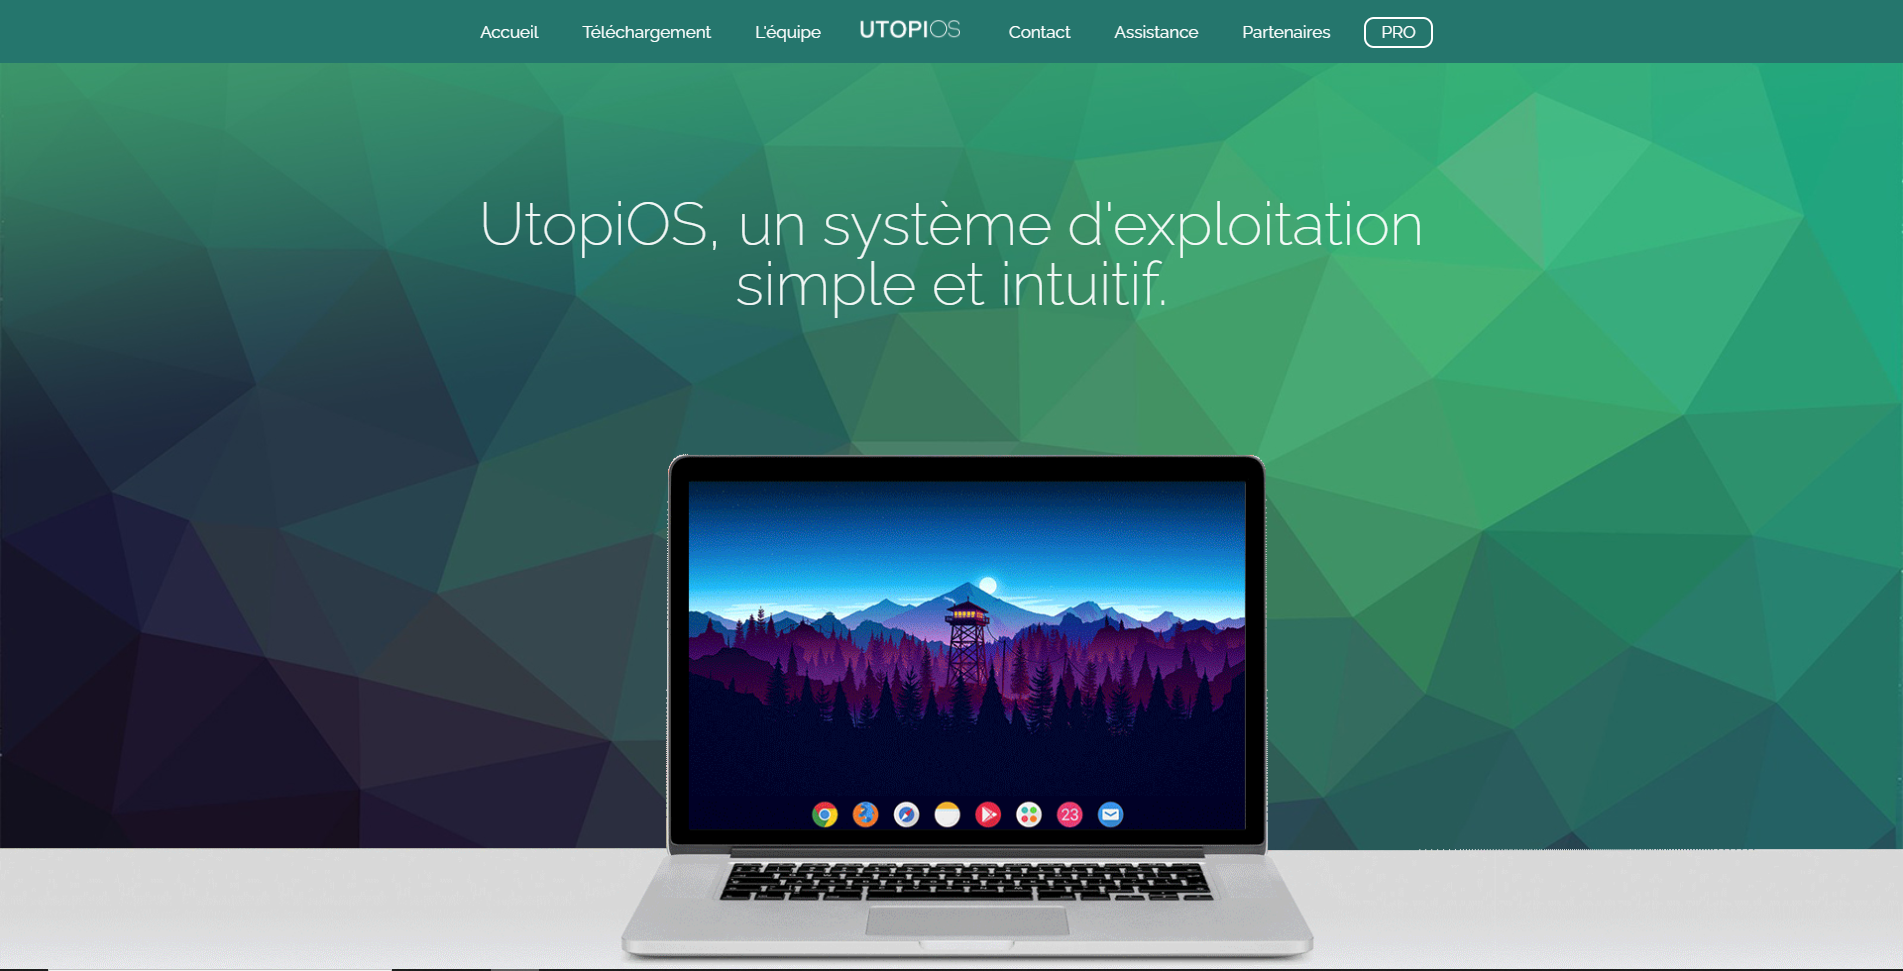 Accueil Téléchargement L'équipe UTOPIOS Contact Assistance Partenaires PRO
UtopiOS, un système d'exploitation
simple et intuitif.
23